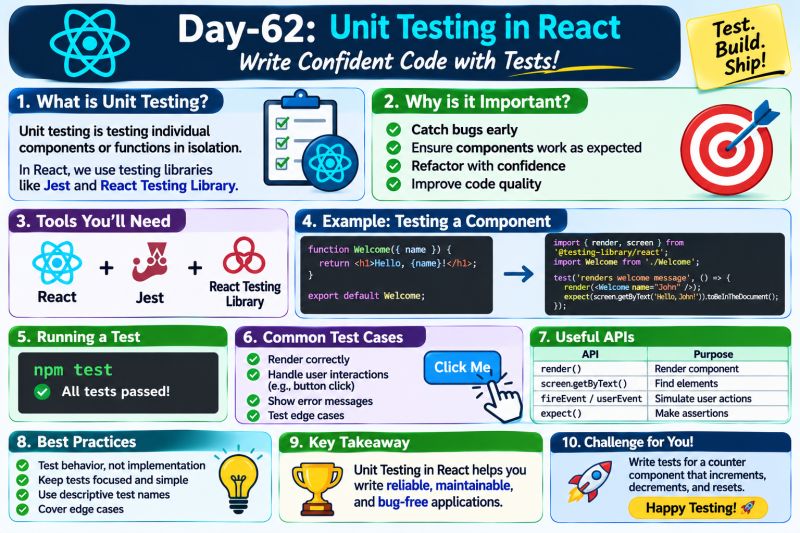 Day-62: Unit Testing in React
Write Confident Code with Tests!
Test.
Build.
Ship!
1. What is Unit Testing?
Unit testing is testing individual
components or functions in isolation.
In React, we use testing libraries
like Jest and React Testing Library.
2. Why is it Important?
Catch bugs early
Ensure components work as expected
Refactor with confidence
Improve code quality
3. Tools You'll Need
React
+
Jest
+
React Testing
Library
4. Example: Testing a Component
function Welcome({ name }) {
return <h1>Hello, {name}!</h1>;
}
export default Welcome;
import { render, screen } from
'@testing-library/react';
import Welcome from './Welcome';
test('renders welcome message', () => {
render(<Welcome name="John" />);
expect(screen.getByText('Hello, John!')).toBeInTheDocument();
});
5. Running a Test
npm test
All tests passed!
6. Common Test Cases
Render correctly
Handle user interactions
(e., button click)
Show error messages
Test edge cases
Click Me
7. Useful APIs
API Purpose
render() Render component
screen.getByText() Find elements
fireEvent / userEvent Simulate user actions
expect() Make assertions
8. Best Practices
Test behavior, not implementation
Keep tests focused and simple
Use descriptive test names
Cover edge cases
9. Key Takeaway
Unit Testing in React helps you
write reliable, maintainable,
and bug-free applications.
10. Challenge for You!
Write tests for a counter
component that increments,
decrements, and resets.
Happy Testing! 🚀